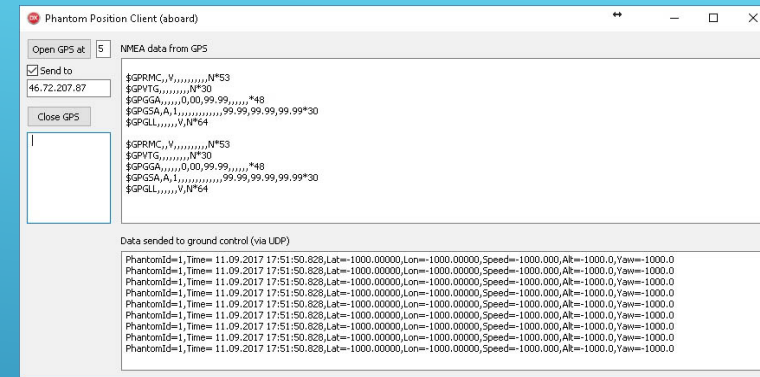 Phantom Position Client (aboard)
Open GPS at 5
NMEA data from GPS
Send to
46.72.207.87
Close GPS
$GPRMC,,V,,,,,,,,,,N*53
$GPVTG,,,,,,,,,N*30
$GPGGA,,,,,,0,00,99.99,,,,,,*48
$GPGSA,A,1,,,,,,,,,,,,,99.99,99.99,99.99*30
$GPGLL,,,,,,V,N*64
$GPRMC,,V,,,,,,,,,,N*53
$GPVTG,,,,,,,,,N*30
$GPGGA,,,,,,0,00,99.99,,,,,,*48
$GPGSA,A,1,,,,,,,,,,,,,99.99,99.99,99.99*30
$GPGLL,,,,,,V,N*64
Data sended to ground control (via UDP)
PhantomId=1,Time= 11.09.2017 17:51:50.828,Lat=-1000.00000,Lon=-1000.00000,Speed=-1000.000,Alt=-1000.0,Yaw=-1000.0
PhantomId=1,Time= 11.09.2017 17:51:50.828,Lat=-1000.00000,Lon=-1000.00000,Speed=-1000.000,Alt=-1000.0,Yaw=-1000.0
PhantomId=1,Time= 11.09.2017 17:51:50.828,Lat=-1000.00000,Lon=-1000.00000,Speed=-1000.000,Alt=-1000.0,Yaw=-1000.0
PhantomId=1,Time= 11.09.2017 17:51:50.828,Lat=-1000.00000,Lon=-1000.00000,Speed=-1000.000,Alt=-1000.0,Yaw=-1000.0
PhantomId=1,Time= 11.09.2017 17:51:50.828,Lat=-1000.00000,Lon=-1000.00000,Speed=-1000.000,Alt=-1000.0,Yaw=-1000.0
PhantomId=1,Time= 11.09.2017 17:51:50.828,Lat=-1000.00000,Lon=-1000.00000,Speed=-1000.000,Alt=-1000.0,Yaw=-1000.0
PhantomId=1,Time= 11.09.2017 17:51:50.828,Lat=-1000.00000,Lon=-1000.00000,Speed=-1000.000,Alt=-1000.0,Yaw=-1000.0
PhantomId=1,Time= 11.09.2017 17:51:50.828,Lat=-1000.00000,Lon=-1000.00000,Speed=-1000.000,Alt=-1000.0,Yaw=-1000.0
PhantomId=1,Time= 11.09.2017 17:51:50.828,Lat=-1000.00000,Lon=-1000.00000,Speed=-1000.000,Alt=-1000.0,Yaw=-1000.0